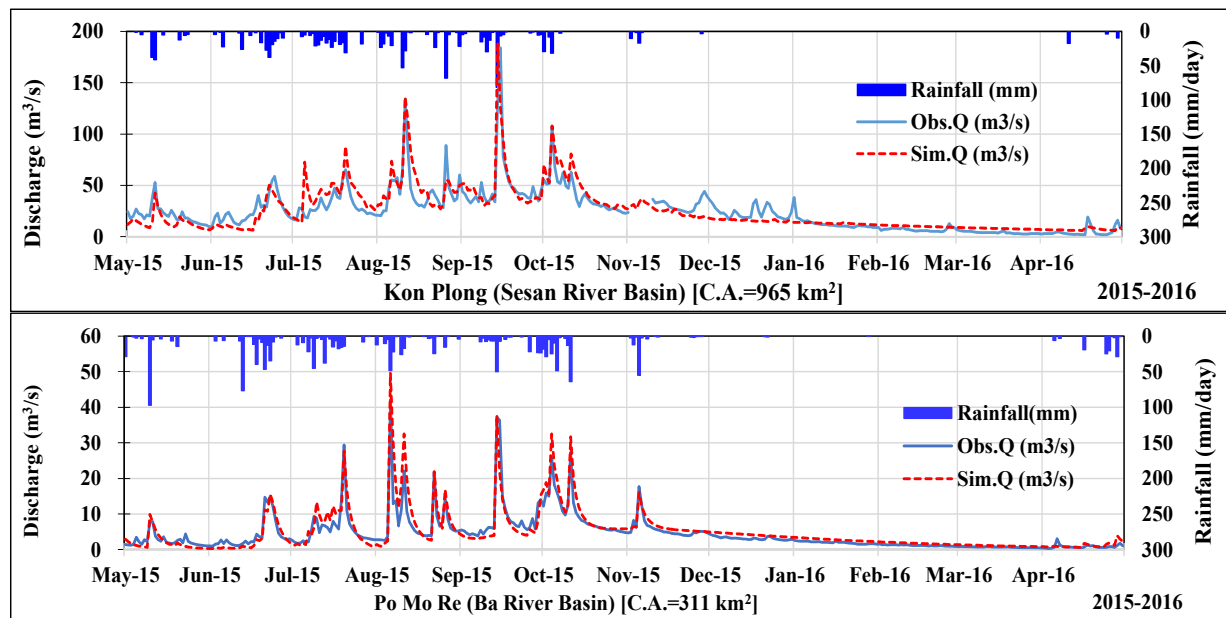 Discharge (m³/s)
200
150
100
50
0
0
50
100
150
200
250
300
Rainfall (mm/day)
Rainfall (mm)
Obs.Q (m3/s)
Sim.Q (m3/s)
May-15 Jun-15 Jul-15 Aug-15 Sep-15 Oct-15 Nov-15 Dec-15 Jan-16 Feb-16 Mar-16 Apr-16
Kon Plong (Sesan River Basin) [C.A.=965 km²] 2015-2016
Discharge (m³/s)
60
50
40
30
20
10
0
0
50
100
150
200
250
300
Rainfall (mm/day)
Rainfall(mm)
Obs.Q (m3/s)
Sim.Q (m3/s)
May-15 Jun-15 Jul-15 Aug-15 Sep-15 Oct-15 Nov-15 Dec-15 Jan-16 Feb-16 Mar-16 Apr-16
Po Mo Re (Ba River Basin) [C.A.=311 km²] 2015-2016